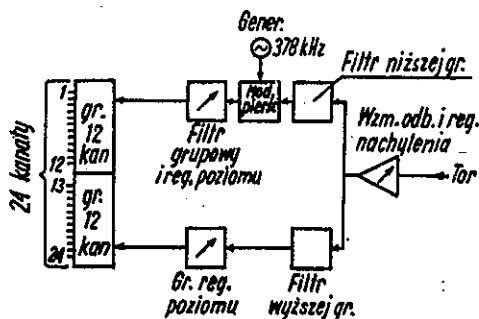 Gener.
378 kHz
Filtr niższej gr.
Mod.
pierśc
1
gr.
12
kan
12
24 kanały
13
gr.
12
kan
24
Filtr
grupowy
i reg. poziomu
Wzm. odb. i reg.
nachylenia
Tor
Gr. reg.
poziomu
Filtr
wyższej gr.